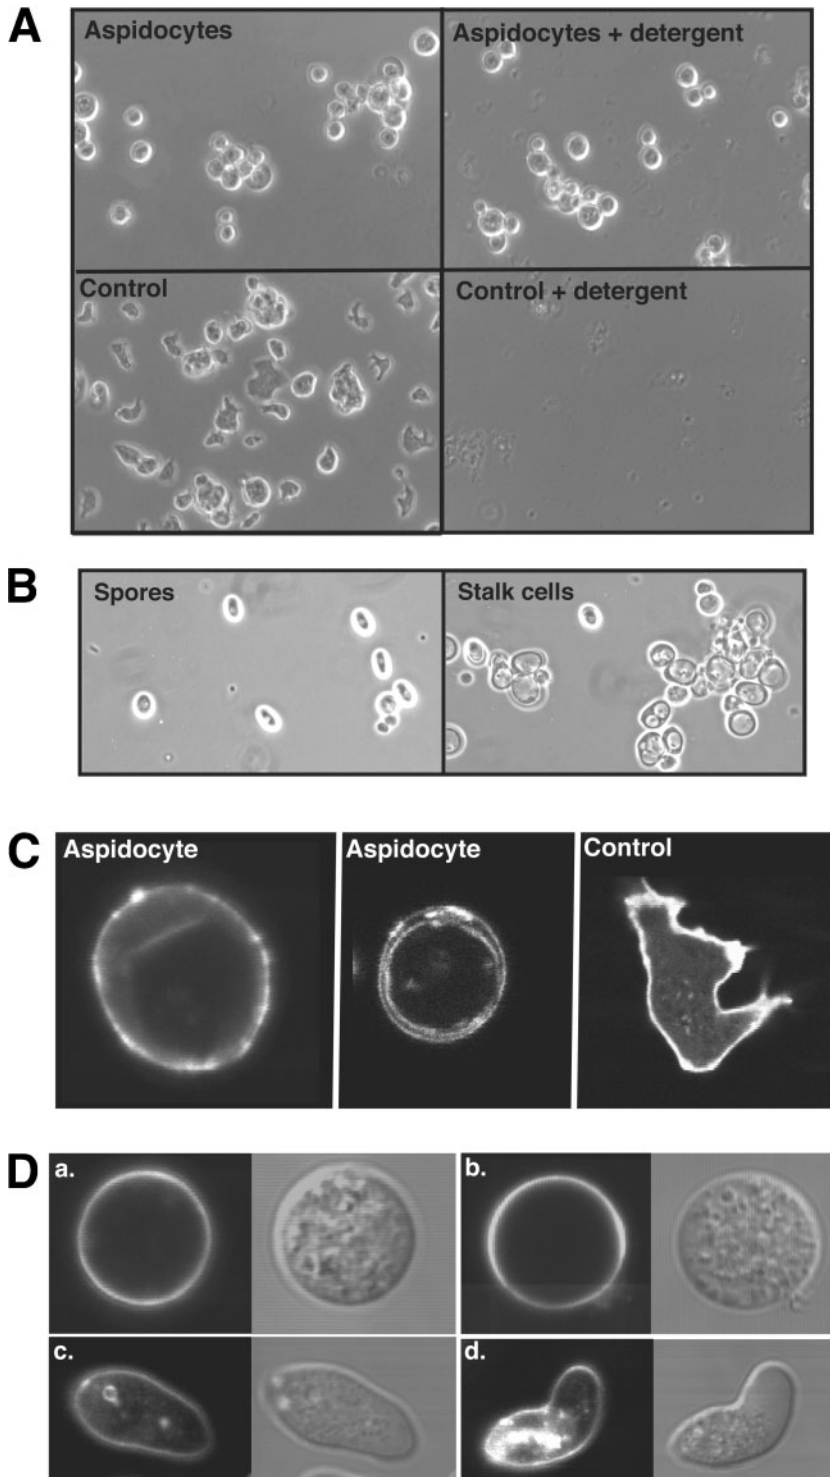 A
Aspidocytes
Aspidocytes + detergent
Control
Control + detergent
B
Spores
Stalk cells
C
Aspidocyte
Aspidocyte
Control
D
a.
b.
c.
d.